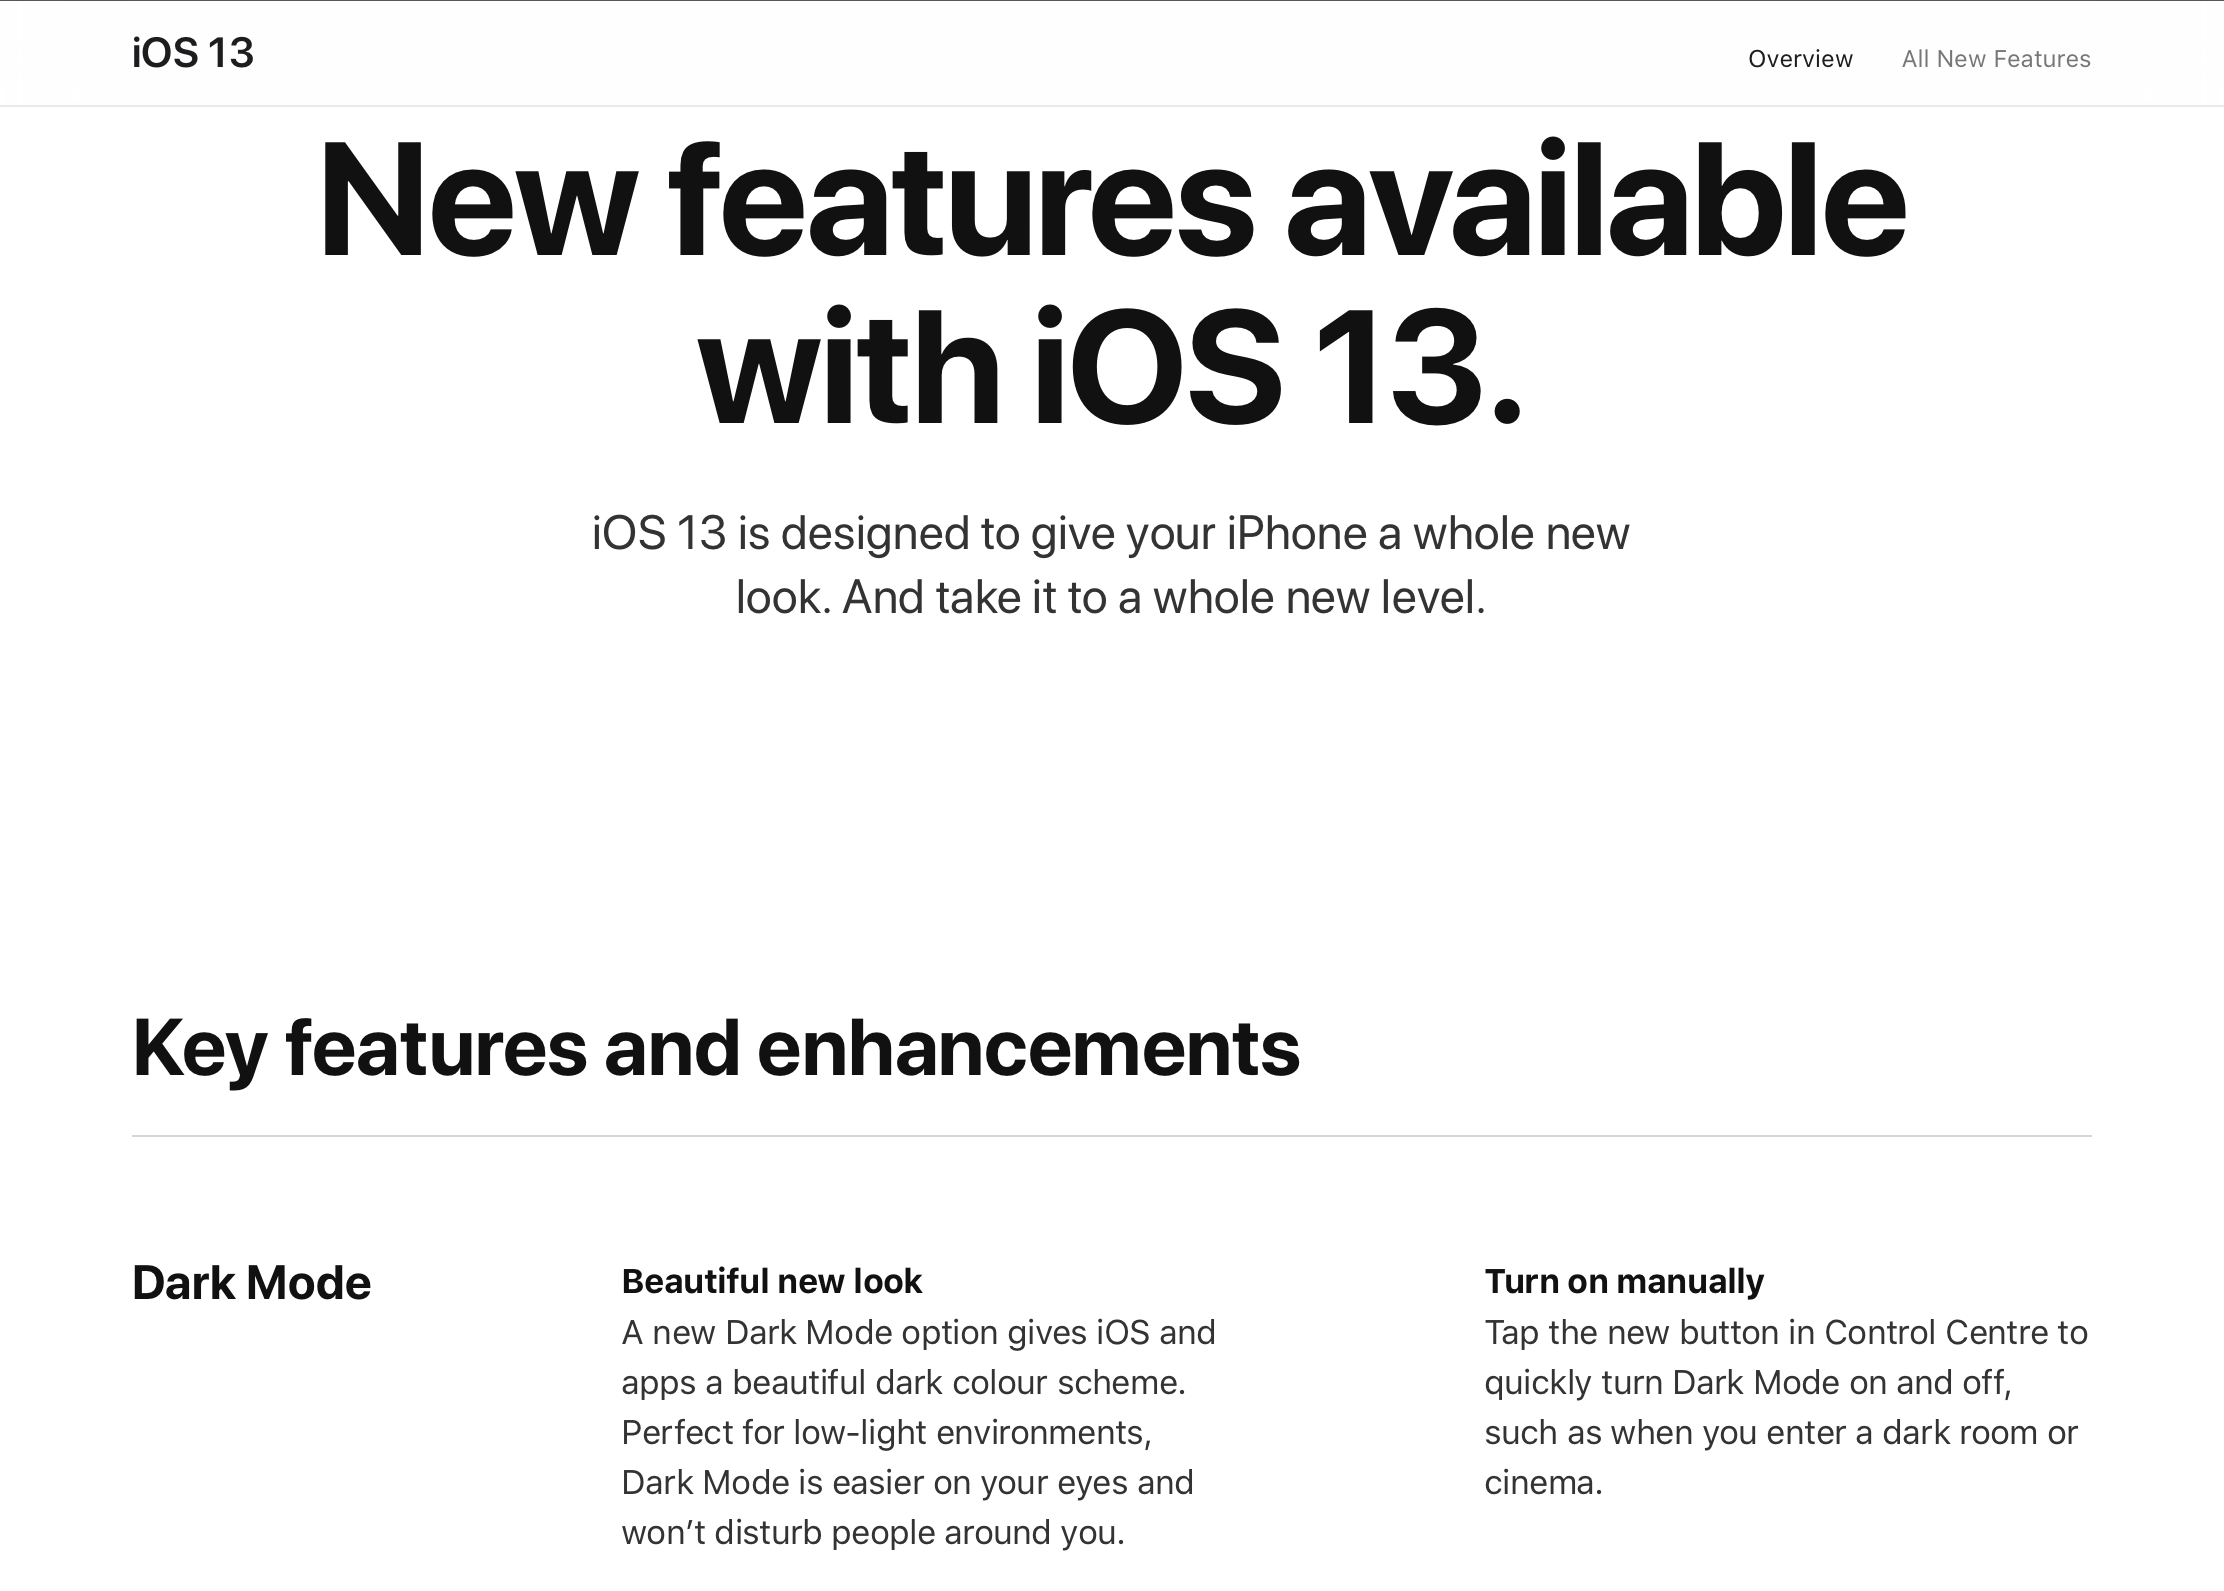 iOS 13
Overview
All New Features
New features available
with iOS 13.
iOS 13 is designed to give your iPhone a whole new
look. And take it to a whole new level.
Key features and enhancements
Dark Mode
Beautiful new look
A new Dark Mode option gives iOS and
apps a beautiful dark colour scheme.
Perfect for low-light environments,
Dark Mode is easier on your eyes and
won’t disturb people around you.
Turn on manually
Tap the new button in Control Centre to
quickly turn Dark Mode on and off,
such as when you enter a dark room or
cinema.